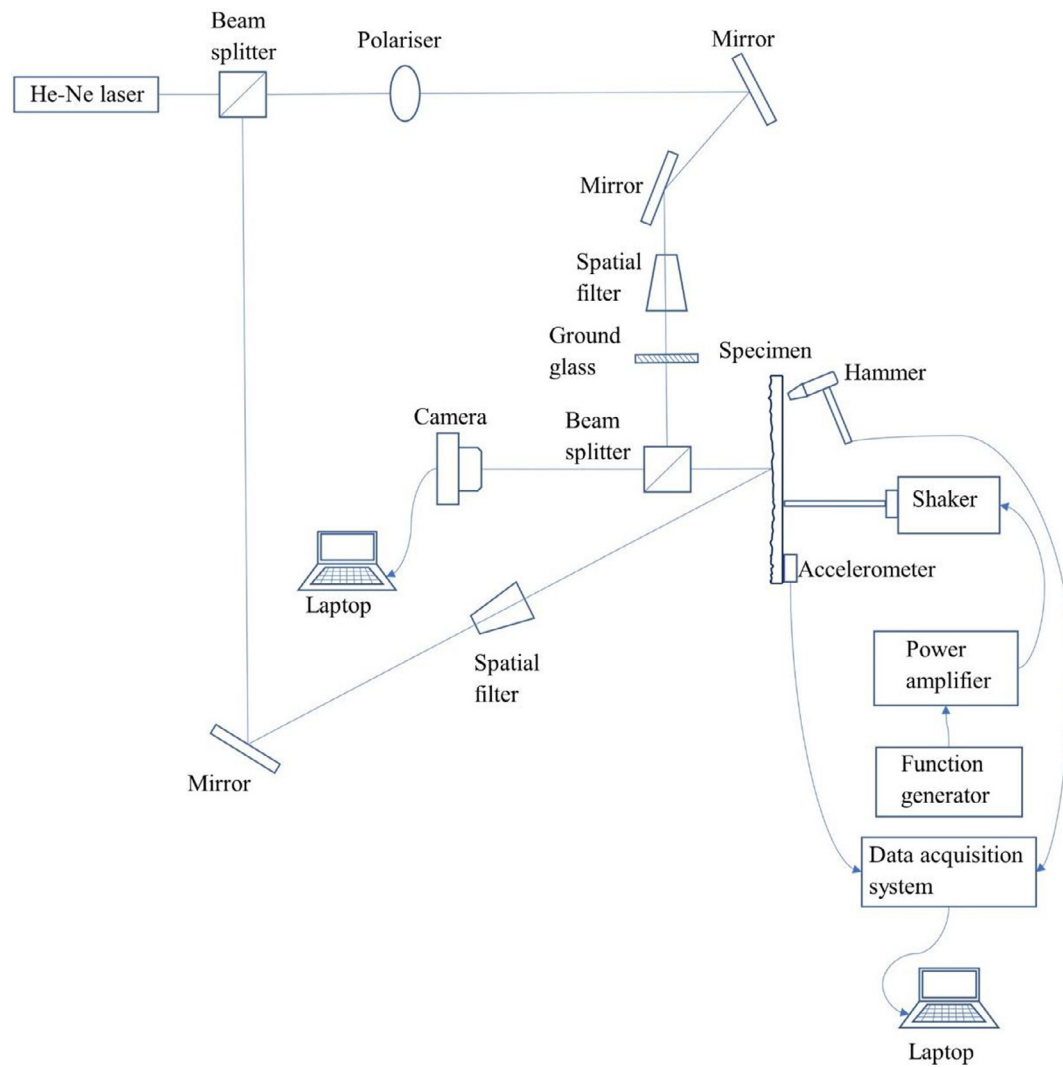 Beam
splitter
Polariser
Mirror
He-Ne laser
Mirror
Spatial
filter
Ground
glass
Specimen
Hammer
Camera
Beam
splitter
Shaker
Accelerometer
Laptop
Spatial
filter
Power
amplifier
Mirror
Function
generator
Data acquisition
system
Laptop